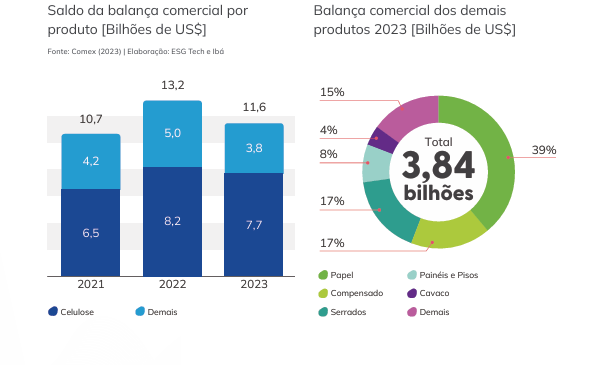 Saldo da balança comercial por
produto [Bilhões de US$]
Fonte: Comex (2023) | Elaboração: ESG Tech e Ibá
13,2
10,7
11,6
4,2
5,0
3,8
6,5
8,2
7,7
2021
2022
2023
Celulose
Demais
Balança comercial dos demais
produtos 2023 [Bilhões de US$]
15%
4%
8%
17%
17%
39%
Total
3,84
bilhões
Papel
Painéis e Pisos
Compensado
Cavaco
Serrados
Demais